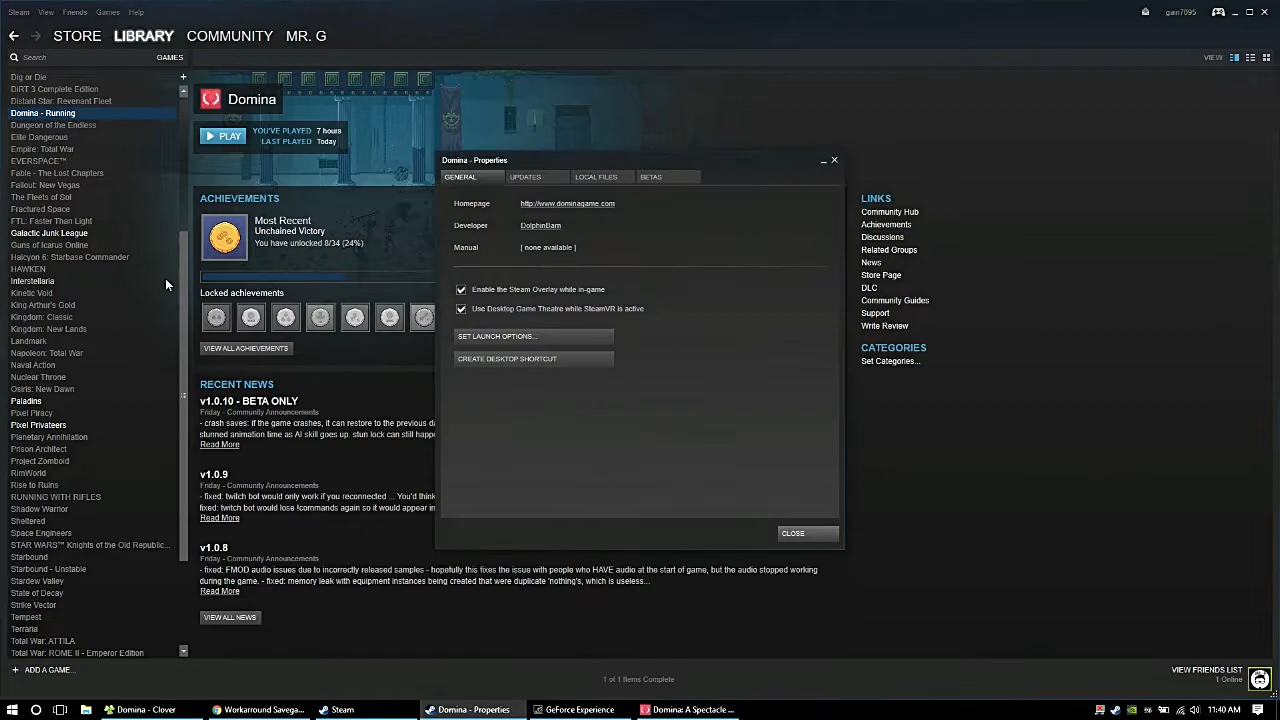 Steam View Friends Games Help
gain7095
STORE LIBRARY COMMUNITY MR. G
Search GAMES
VIEW
Dig or Die
DiRT 3 Complete Edition
Distant Star: Revenant Fleet
Domina - Running
Dungeon of the Endless
Elite Dangerous
Empire: Total War
EVERSPACE™
Fable - The Lost Chapters
Fallout: New Vegas
The Fleets of Sol
Fractured Space
FTL: Faster Than Light
Galactic Junk League
Guns of Icarus Online
Halcyon 6: Starbase Commander
HAWKEN
Interstellaria
Kinetic Void
King Arthur's Gold
Kingdom: Classic
Kingdom: New Lands
Landmark
Napoleon: Total War
Naval Action
Nuclear Throne
Osiris: New Dawn
Paladins
Pixel Piracy
Pixel Privateers
Planetary Annihilation
Prison Architect
Project Zomboid
RimWorld
Rise to Ruins
RUNNING WITH RIFLES
Shadow Warrior
Sheltered
Space Engineers
STAR WARS™ Knights of the Old Republic...
Starbound
Starbound - Unstable
Stardew Valley
State of Decay
Strike Vector
Tempest
Terraria
Total War: ATTILA
Total War: ROME II - Emperor Edition
+ ADD A GAME...
Domina
PLAY
YOU'VE PLAYED 7 hours
LAST PLAYED Today
ACHIEVEMENTS
Most Recent
Unchained Victory
You have unlocked 8/34 (24%)
Locked achievements
VIEW ALL ACHIEVEMENTS
RECENT NEWS
v1.0.10 - BETA ONLY
Friday - Community Announcements
- crash saves: if the game crashes, it can restore to the previous da
stunned animation time as AI skill goes up. stun lock can still happ
Read More
v1.0.9
Friday - Community Announcements
- fixed: twitch bot would only work if you reconnected ... You'd think
fixed: twitch bot would lose !commands again so it would appear in
Read More
v1.0.8
Friday - Community Announcements
- fixed: FMOD audio issues due to incorrectly released samples - hopefully this fixes the issue with people who HAVE audio at the start of game, but the audio stopped working
during the game. - fixed: memory leak with equipment instances being created that were duplicate 'nothing's, which is useless...
Read More
VIEW ALL NEWS
Domina - Properties
GENERAL UPDATES LOCAL FILES BETAS
Homepage http://www.dominagame.com
Developer DolphinBarn
Manual [ none available ]
Enable the Steam Overlay while in-game
Use Desktop Game Theatre while SteamVR is active
SET LAUNCH OPTIONS...
CREATE DESKTOP SHORTCUT
CLOSE
LINKS
Community Hub
Achievements
Discussions
Related Groups
News
Store Page
DLC
Community Guides
Support
Write Review
CATEGORIES
Set Categories...
1 of 1 Items Complete
VIEW FRIENDS LIST
1 Online
Domina - Clover
Workarround Savega...
Steam
Domina - Properties
GeForce Experience
Domina: A Spectacle ...
11:40 AM